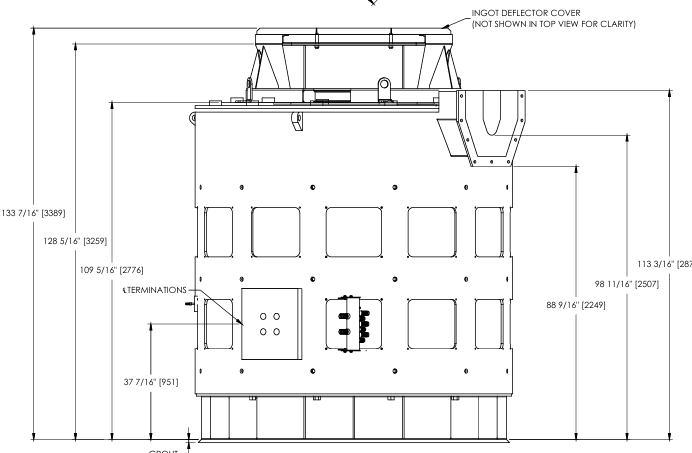 INGOT DEFLECTOR COVER
(NOT SHOWN IN TOP VIEW FOR CLARITY)
133 7/16" [3389]
128 5/16" [3259]
109 5/16" [2776]
℄TERMINATIONS
37 7/16" [951]
113 3/16" [287
98 11/16" [2507]
88 9/16" [2249]